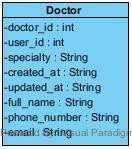 Doctor
-doctor_id : int
-user_id : int
-specialty : String
-created_at : String
-updated_at : String
-full_name : String
-phone_number : String
-email : String